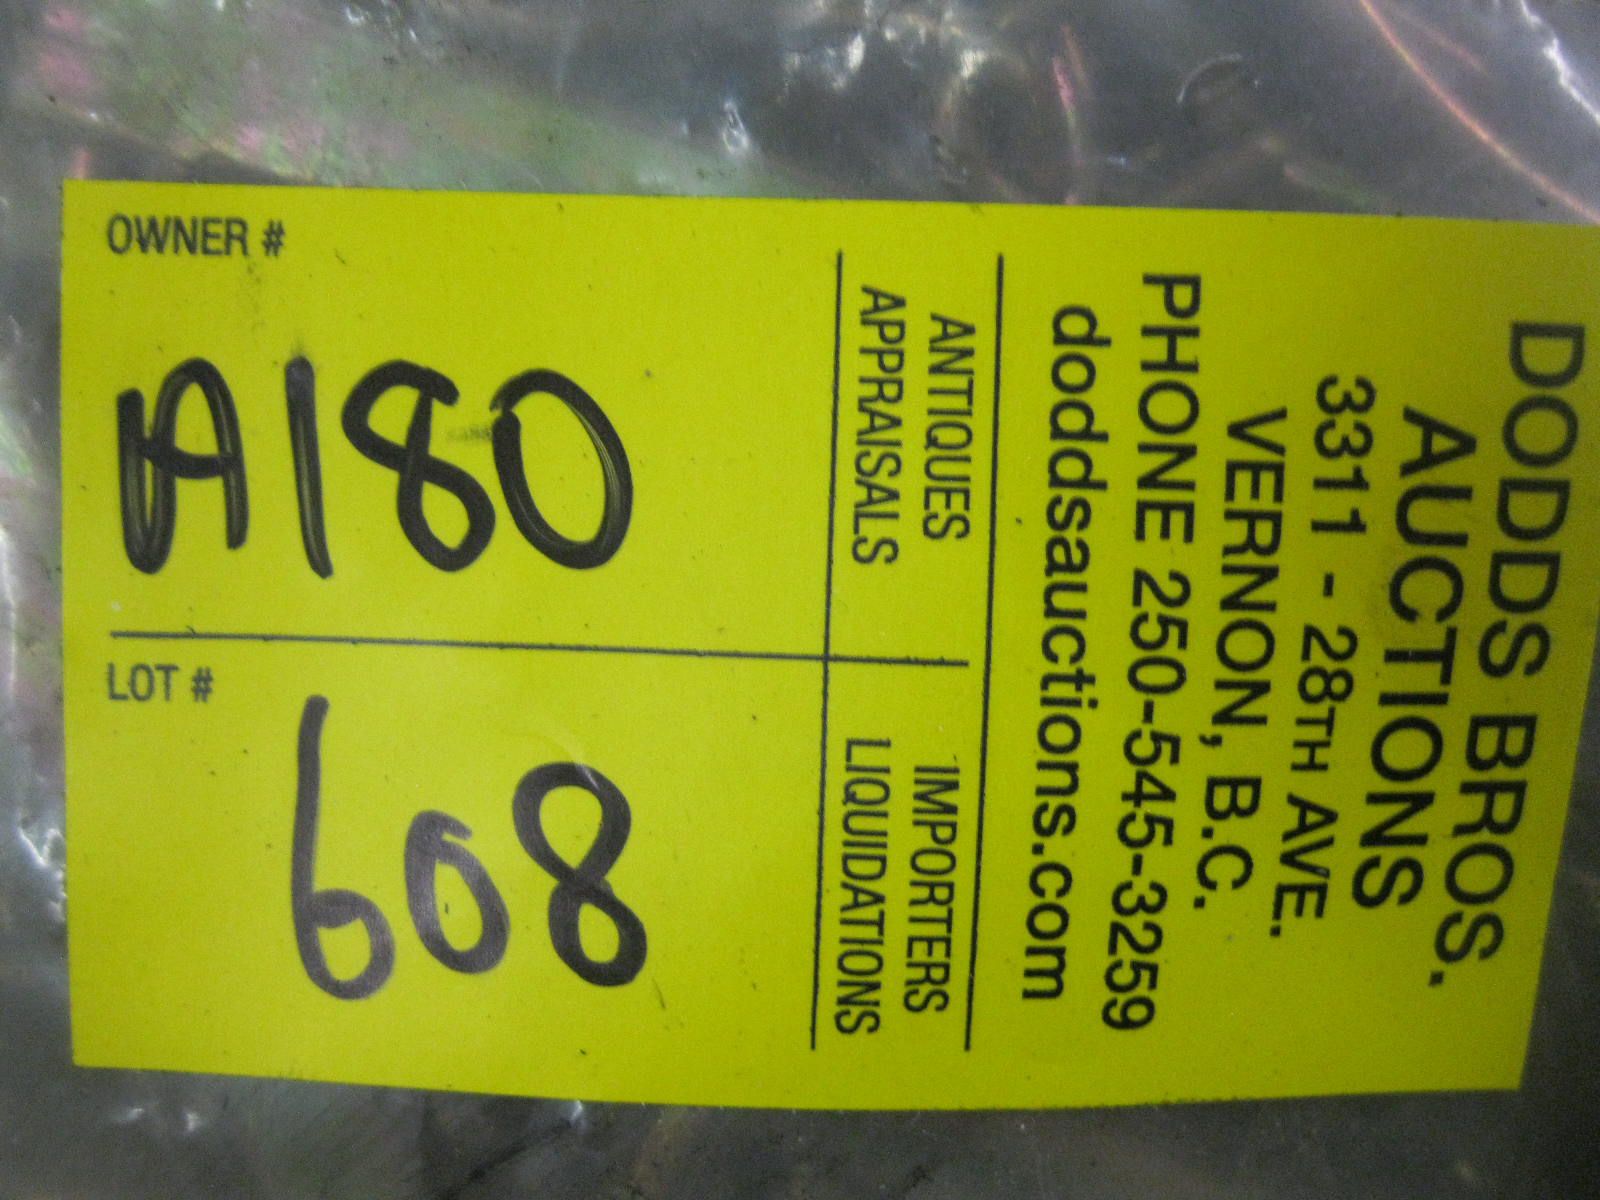 DODDS BROS.
AUCTIONS
3311 - 28TH AVE.
VERNON, B.C.
PHONE 250-545-3259
doddsauctions.com
ANTIQUES
APPRAISALS
IMPORTERS
LIQUIDATIONS
OWNER #
A180
LOT #
608